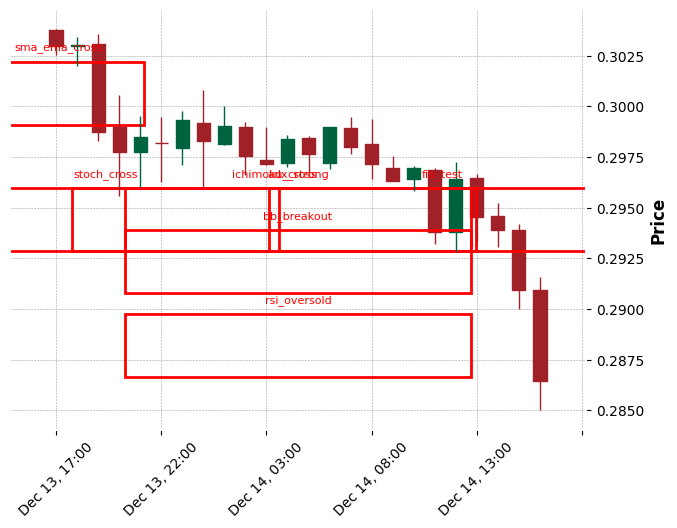 sma_ema_cross
0.3025
0.3000
0.2975
stoch_cross
ichimoku_cross
adx_strong
fib_test
0.2950
bb_breakout
0.2925
rsi_oversold
0.2900
0.2875
0.2850
Price
Dec 13, 17:00
Dec 13, 22:00
Dec 14, 03:00
Dec 14, 08:00
Dec 14, 13:00